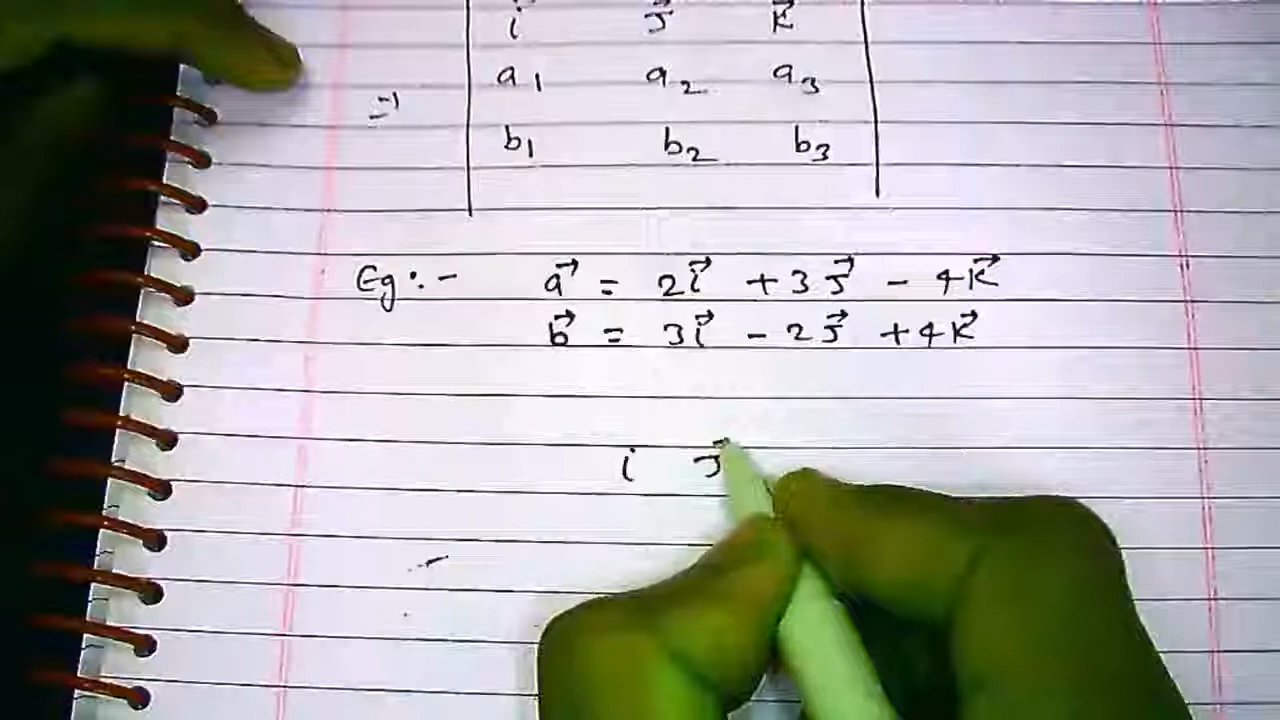 i⃗ J⃗ K⃗
a₁ a₂ a₃
b₁ b₂ b₃
Eg:- a⃗ = 2i⃗ + 3J⃗ - 4K⃗
b⃗ = 3i⃗ - 2J⃗ + 4K⃗
i J⃗